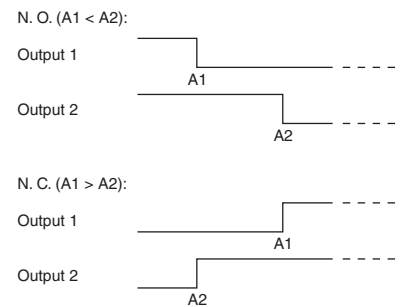 N. O. (A1 < A2):
Output 1
A1
Output 2
A2
N. C. (A1 > A2):
Output 1
A1
Output 2
A2